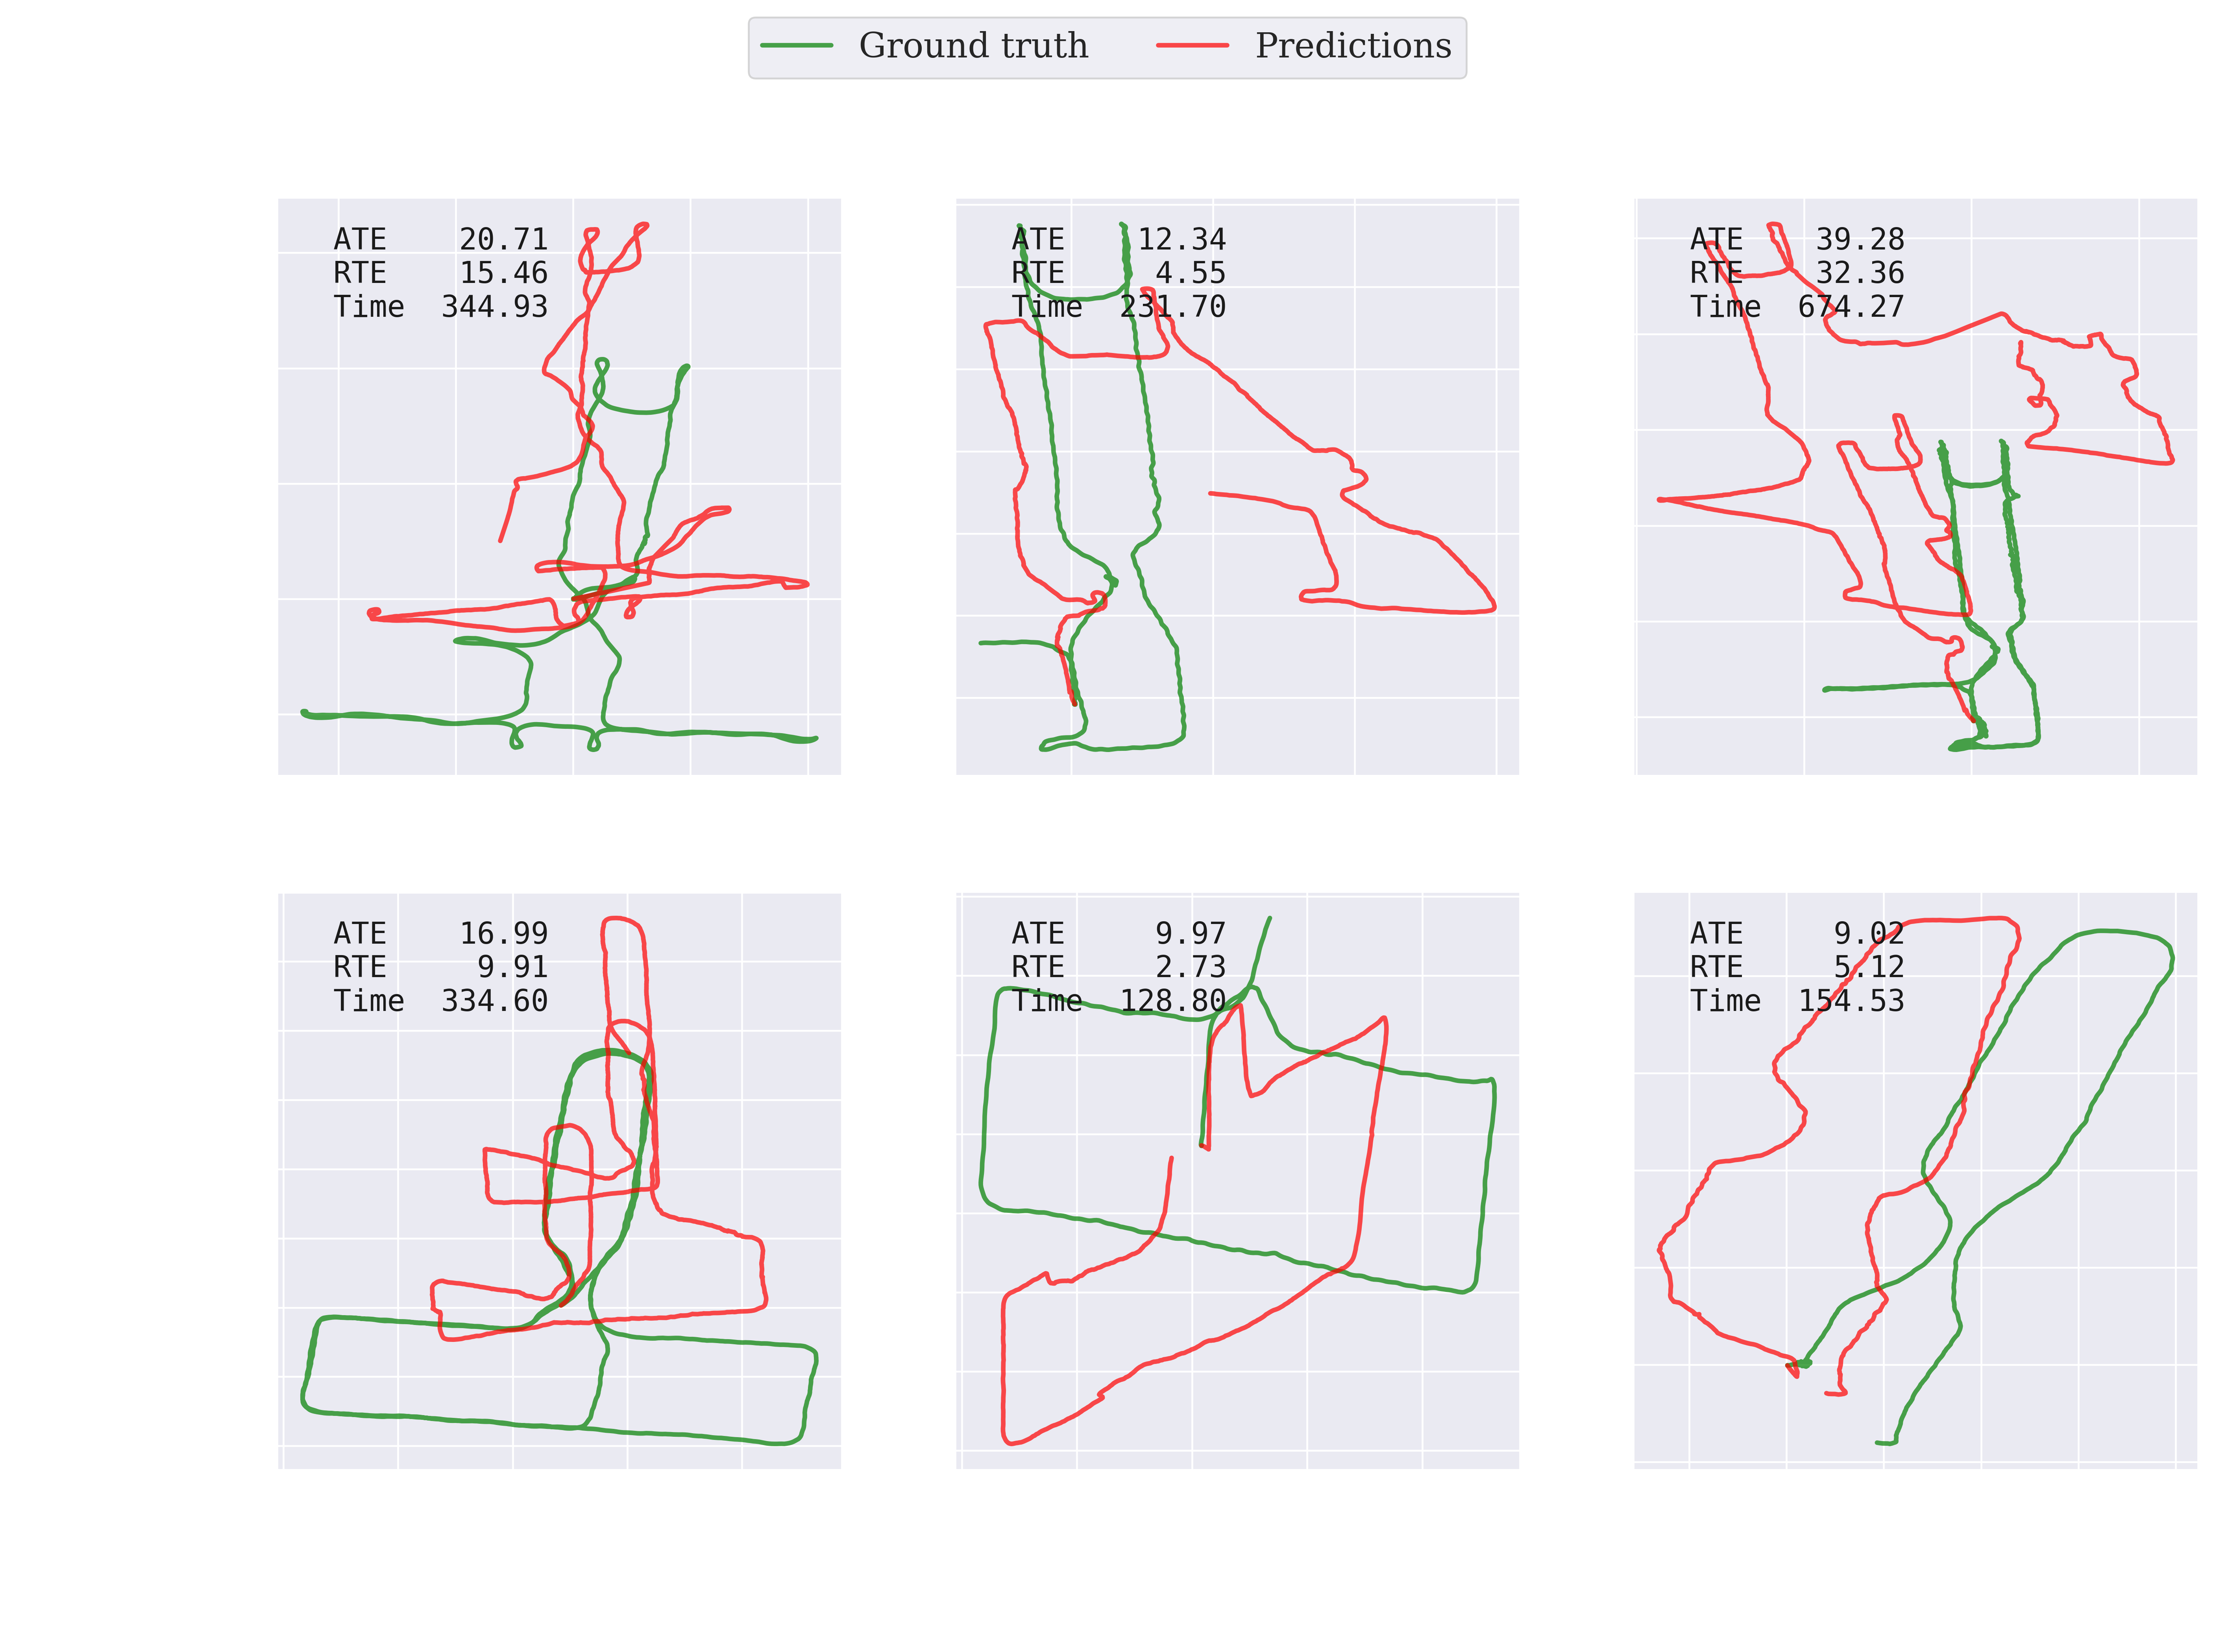 Ground truth Predictions
ATE 20.71
RTE 15.46
Time 344.93
ATE 12.34
RTE 4.55
Time 231.70
ATE 39.28
RTE 32.36
Time 674.27
ATE 16.99
RTE 9.91
Time 334.60
ATE 9.97
RTE 2.73
Time 128.80
ATE 9.02
RTE 5.12
Time 154.53